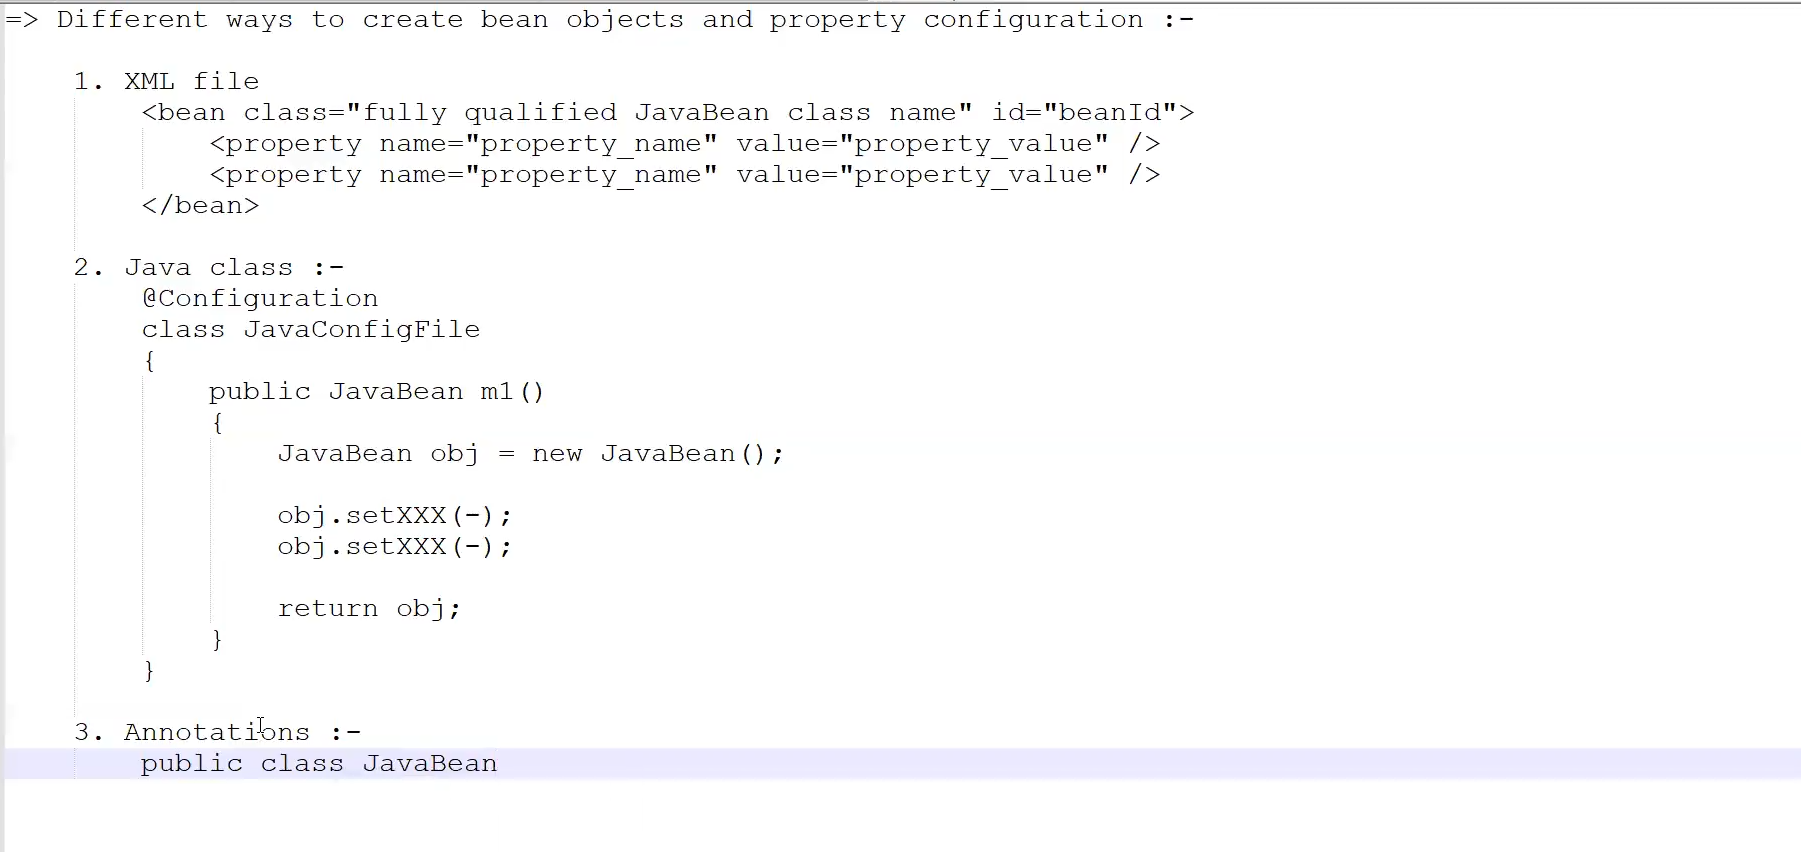 => Different ways to create bean objects and property configuration :-
1. XML file
<bean class="fully qualified JavaBean class name" id="beanId">
<property name="property_name" value="property_value" />
<property name="property_name" value="property_value" />
</bean>
2. Java class :-
@Configuration
class JavaConfigFile
{
public JavaBean m1()
{
JavaBean obj = new JavaBean();
obj.setXXX(-);
obj.setXXX(-);
return obj;
}
}
3. Annotations :-
public class JavaBean